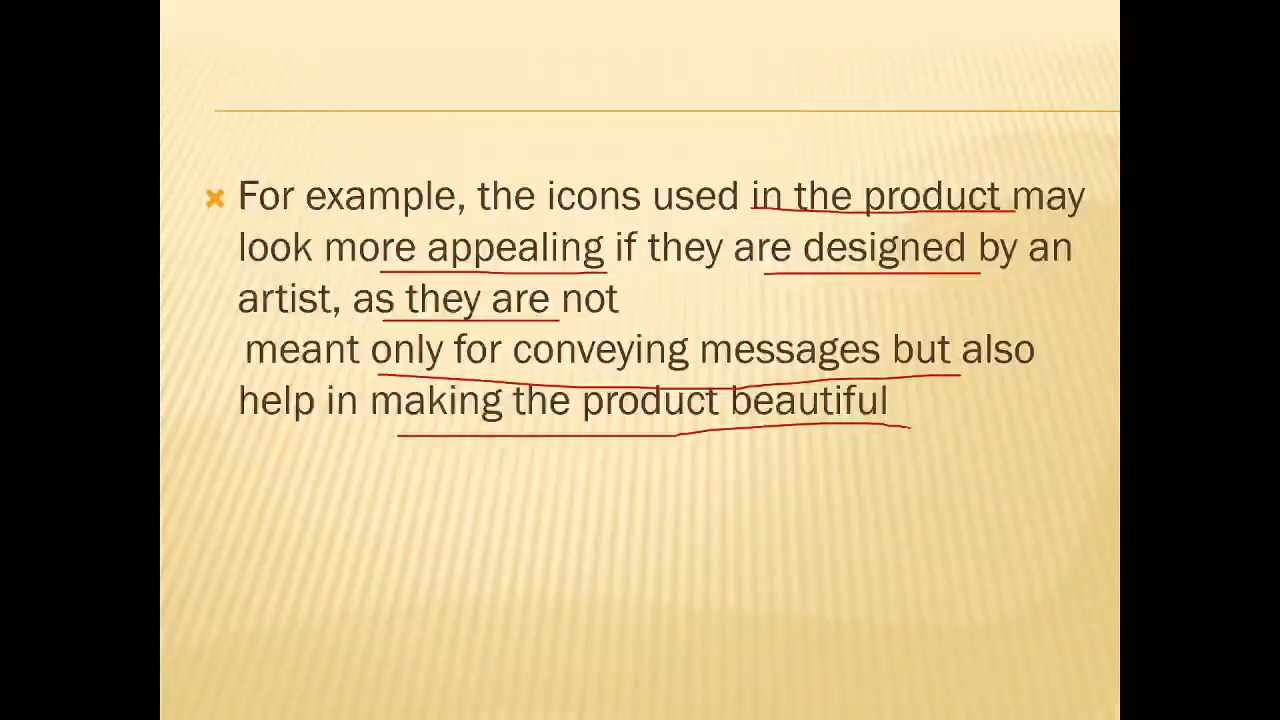 For example, the icons used in the product may
look more appealing if they are designed by an
artist, as they are not
meant only for conveying messages but also
help in making the product beautiful